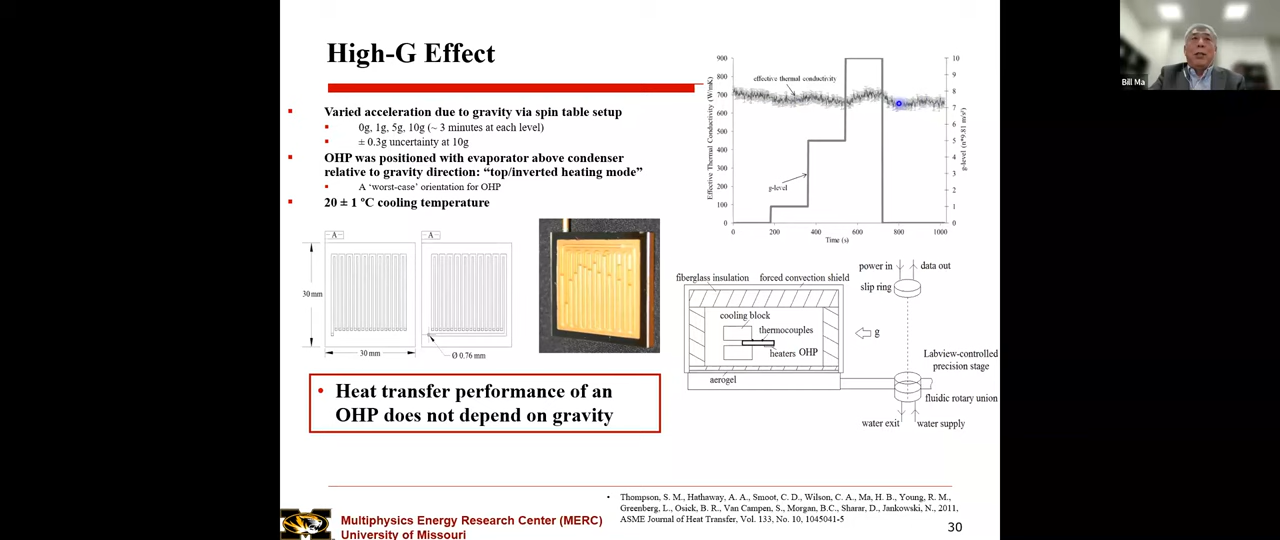 High-G Effect
Varied acceleration due to gravity via spin table setup
0g, 1g, 5g, 10g (~ 3 minutes at each level)
± 0.3g uncertainty at 10g
OHP was positioned with evaporator above condenser
relative to gravity direction: “top/inverted heating mode”
A ‘worst-case’ orientation for OHP
20 ± 1 ºC cooling temperature
A
A
30 mm
30 mm
Ø 0.76 mm
• Heat transfer performance of an
OHP does not depend on gravity
Effective Thermal Conductivity (W/mK)
900
800
700
600
500
400
300
200
100
0
effective thermal conductivity
g-level
10
9
8
7
6
5
4
3
2
1
0
g-level (n*9.81 m/s²)
0
200
400
600
800
1000
Time (s)
fiberglass insulation
forced convection shield
cooling block
thermocouples
heaters
OHP
aerogel
g
power in
data out
slip ring
Labview-controlled
precision stage
fluidic rotary union
water exit
water supply
• Thompson, S. M., Hathaway, A. A., Smoot, C. D., Wilson, C. A., Ma, H. B., Young, R. M.,
Greenberg, L., Osick, B. R., Van Campen, S., Morgan, B.C., Sharar, D., Jankowski, N., 2011,
ASME Journal of Heat Transfer, Vol. 133, No. 10, 1045041-5
Multiphysics Energy Research Center (MERC)
University of Missouri
30
Bill Ma